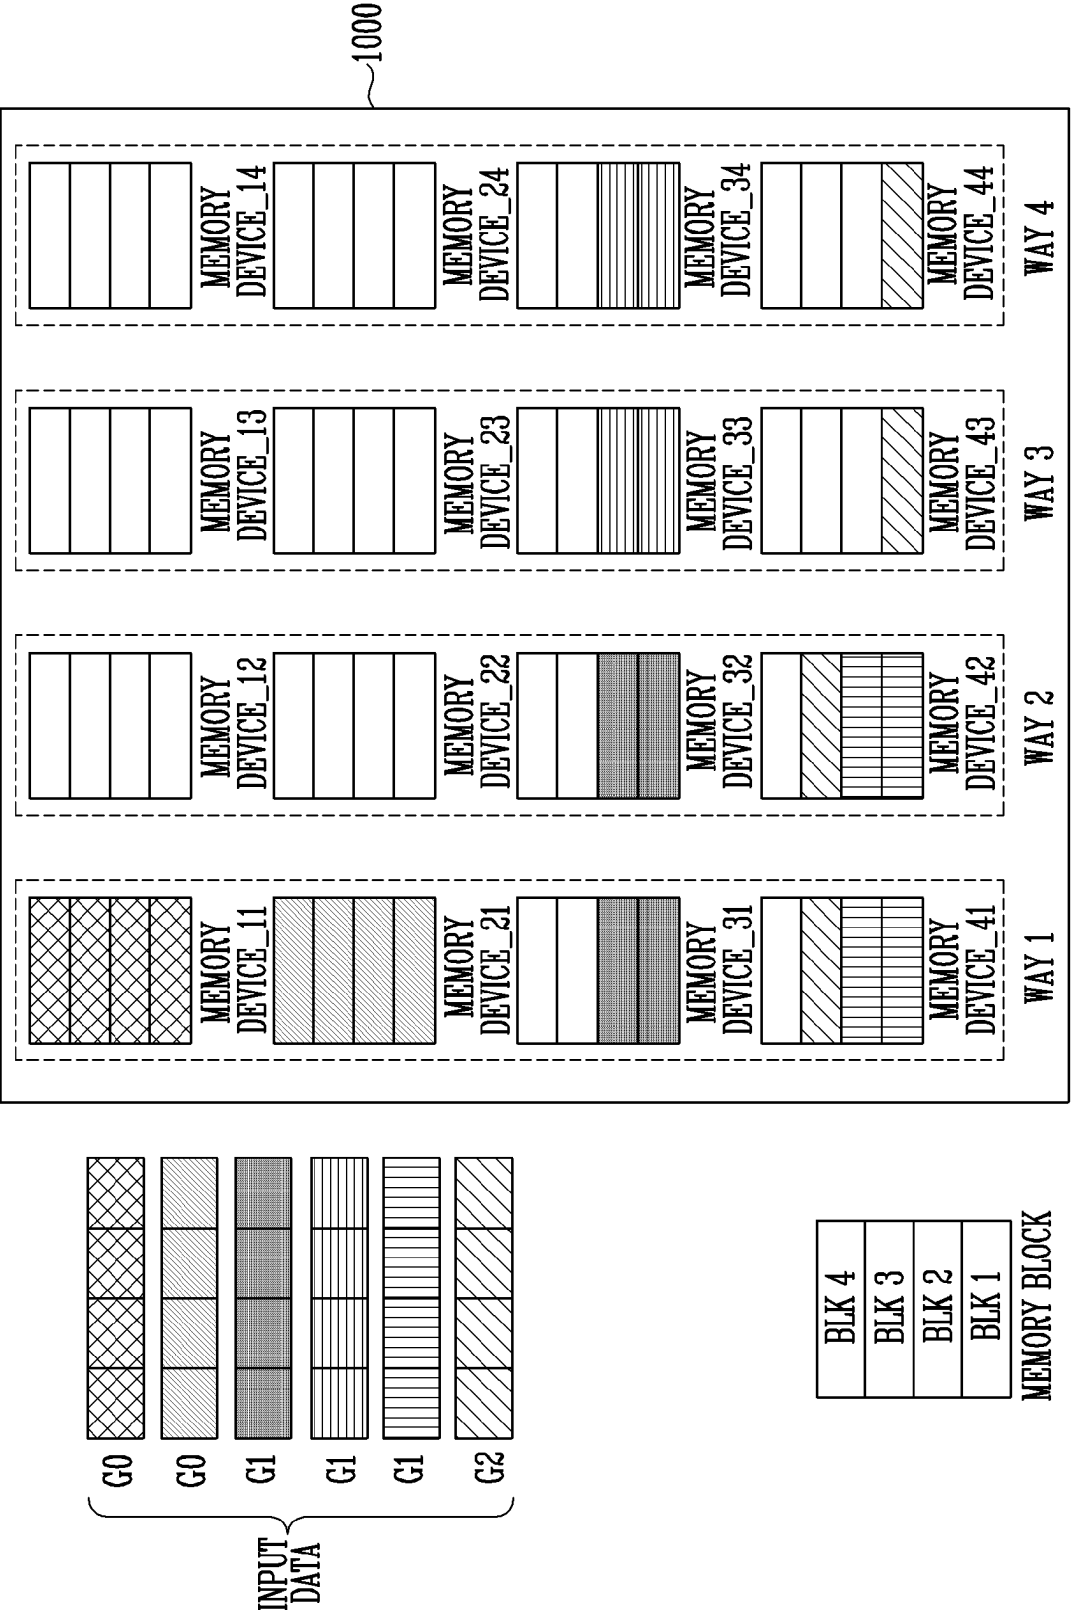 INPUT
DATA
G0
G0
G1
G1
G1
G2
1000
MEMORY
DEVICE_11
MEMORY
DEVICE_12
MEMORY
DEVICE_13
MEMORY
DEVICE_14
MEMORY
DEVICE_21
MEMORY
DEVICE_22
MEMORY
DEVICE_23
MEMORY
DEVICE_24
MEMORY
DEVICE_31
MEMORY
DEVICE_32
MEMORY
DEVICE_33
MEMORY
DEVICE_34
MEMORY
DEVICE_41
MEMORY
DEVICE_42
MEMORY
DEVICE_43
MEMORY
DEVICE_44
WAY 1
WAY 2
WAY 3
WAY 4
BLK 4
BLK 3
BLK 2
BLK 1
MEMORY BLOCK